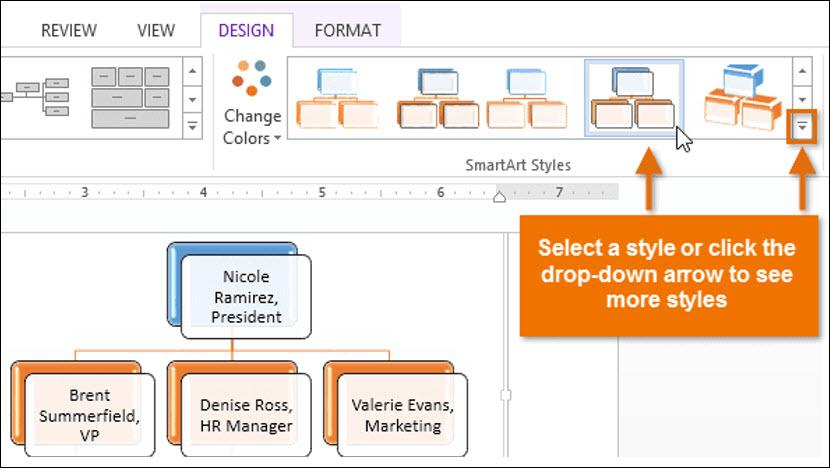 REVIEW VIEW DESIGN FORMAT
Change
Colors
SmartArt Styles
3 4 5 6 7
Select a style or click the
drop-down arrow to see
more styles
Nicole
Ramirez,
President
Brent
Summerfield,
VP
Denise Ross,
HR Manager
Valerie Evans,
Marketing